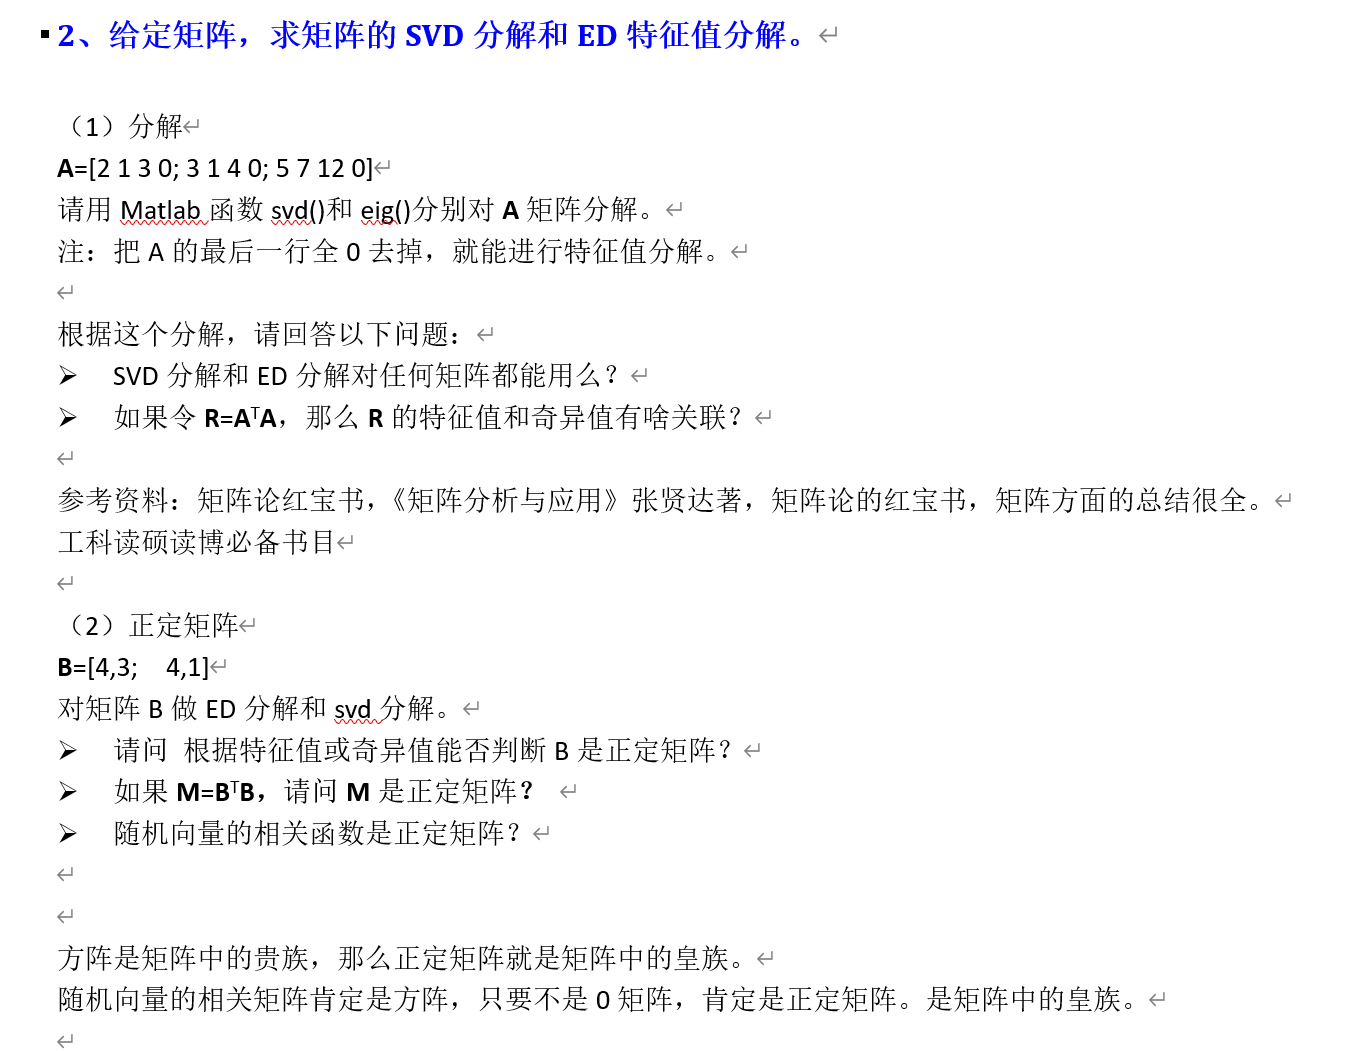 2、给定矩阵，求矩阵的 SVD 分解和 ED 特征值分解。
（1）分解
A=[2 1 3 0; 3 1 4 0; 5 7 12 0]
请用 Matlab 函数 svd()和 eig()分别对 A 矩阵分解。
注：把 A 的最后一行全 0 去掉，就能进行特征值分解。
根据这个分解，请回答以下问题：
➢ SVD 分解和 ED 分解对任何矩阵都能用么？
➢ 如果令 R=AᵀA，那么 R 的特征值和奇异值有啥关联？
参考资料：矩阵论红宝书，《矩阵分析与应用》张贤达著，矩阵论的红宝书，矩阵方面的总结很全。
工科读硕读博必备书目
（2）正定矩阵
B=[4,3; 4,1]
对矩阵 B 做 ED 分解和 svd 分解。
➢ 请问 根据特征值或奇异值能否判断 B 是正定矩阵？
➢ 如果 M=BᵀB，请问 M 是正定矩阵？
➢ 随机向量的相关函数是正定矩阵？
方阵是矩阵中的贵族，那么正定矩阵就是矩阵中的皇族。
随机向量的相关矩阵肯定是方阵，只要不是 0 矩阵，肯定是正定矩阵。是矩阵中的皇族。